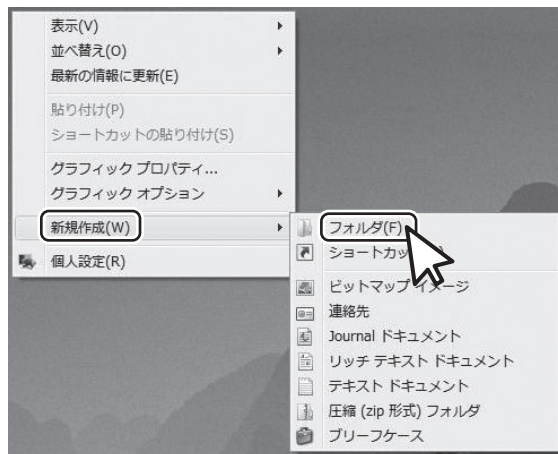 表示(V)
並べ替え(O)
最新の情報に更新(E)
貼り付け(P)
ショートカットの貼り付け(S)
グラフィック プロパティ...
グラフィック オプション
新規作成(W)
個人設定(R)
フォルダ(F)
ショートカッ
ビットマップ イメージ
連絡先
Journal ドキュメント
リッチ テキスト ドキュメント
テキスト ドキュメント
圧縮 (zip 形式) フォルダ
ブリーフケース